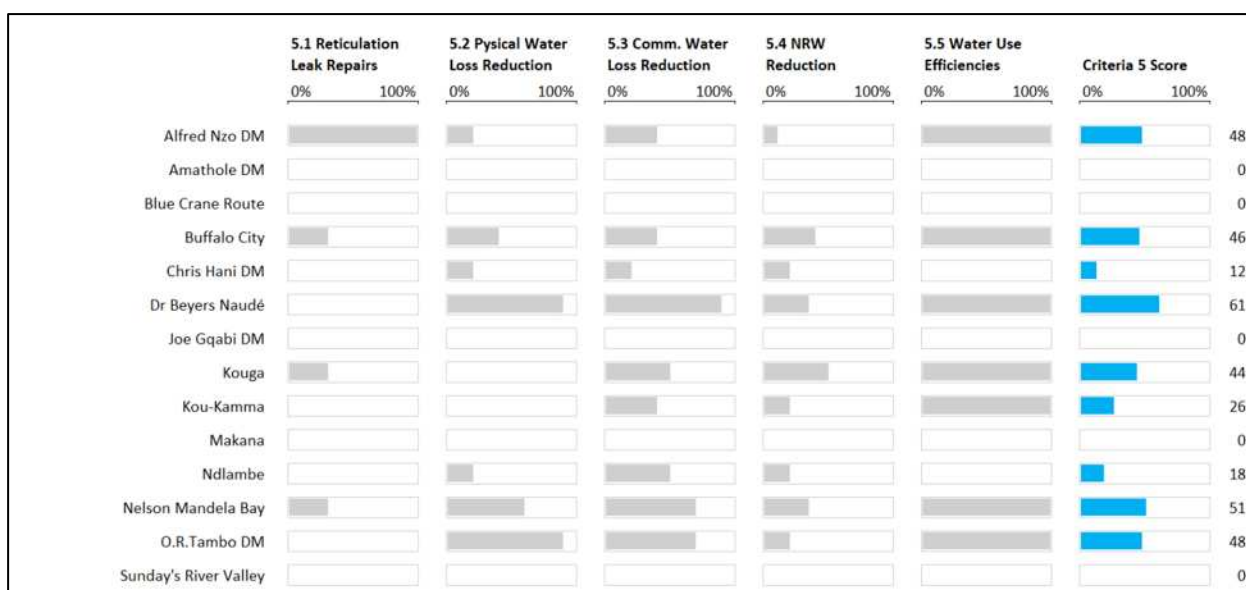 5.1 Reticulation 5.2 Pysical Water 5.3 Comm. Water 5.4 NRW 5.5 Water Use
Leak Repairs Loss Reduction Loss Reduction Reduction Efficiencies Criteria 5 Score
0% 100% 0% 100% 0% 100% 0% 100% 0% 100% 0% 100%
Alfred Nzo DM 48
Amathole DM 0
Blue Crane Route 0
Buffalo City 46
Chris Hani DM 12
Dr Beyers Naudé 61
Joe Gqabi DM 0
Kouga 44
Kou-Kamma 26
Makana 0
Ndlambe 18
Nelson Mandela Bay 51
O.R.Tambo DM 48
Sunday's River Valley 0